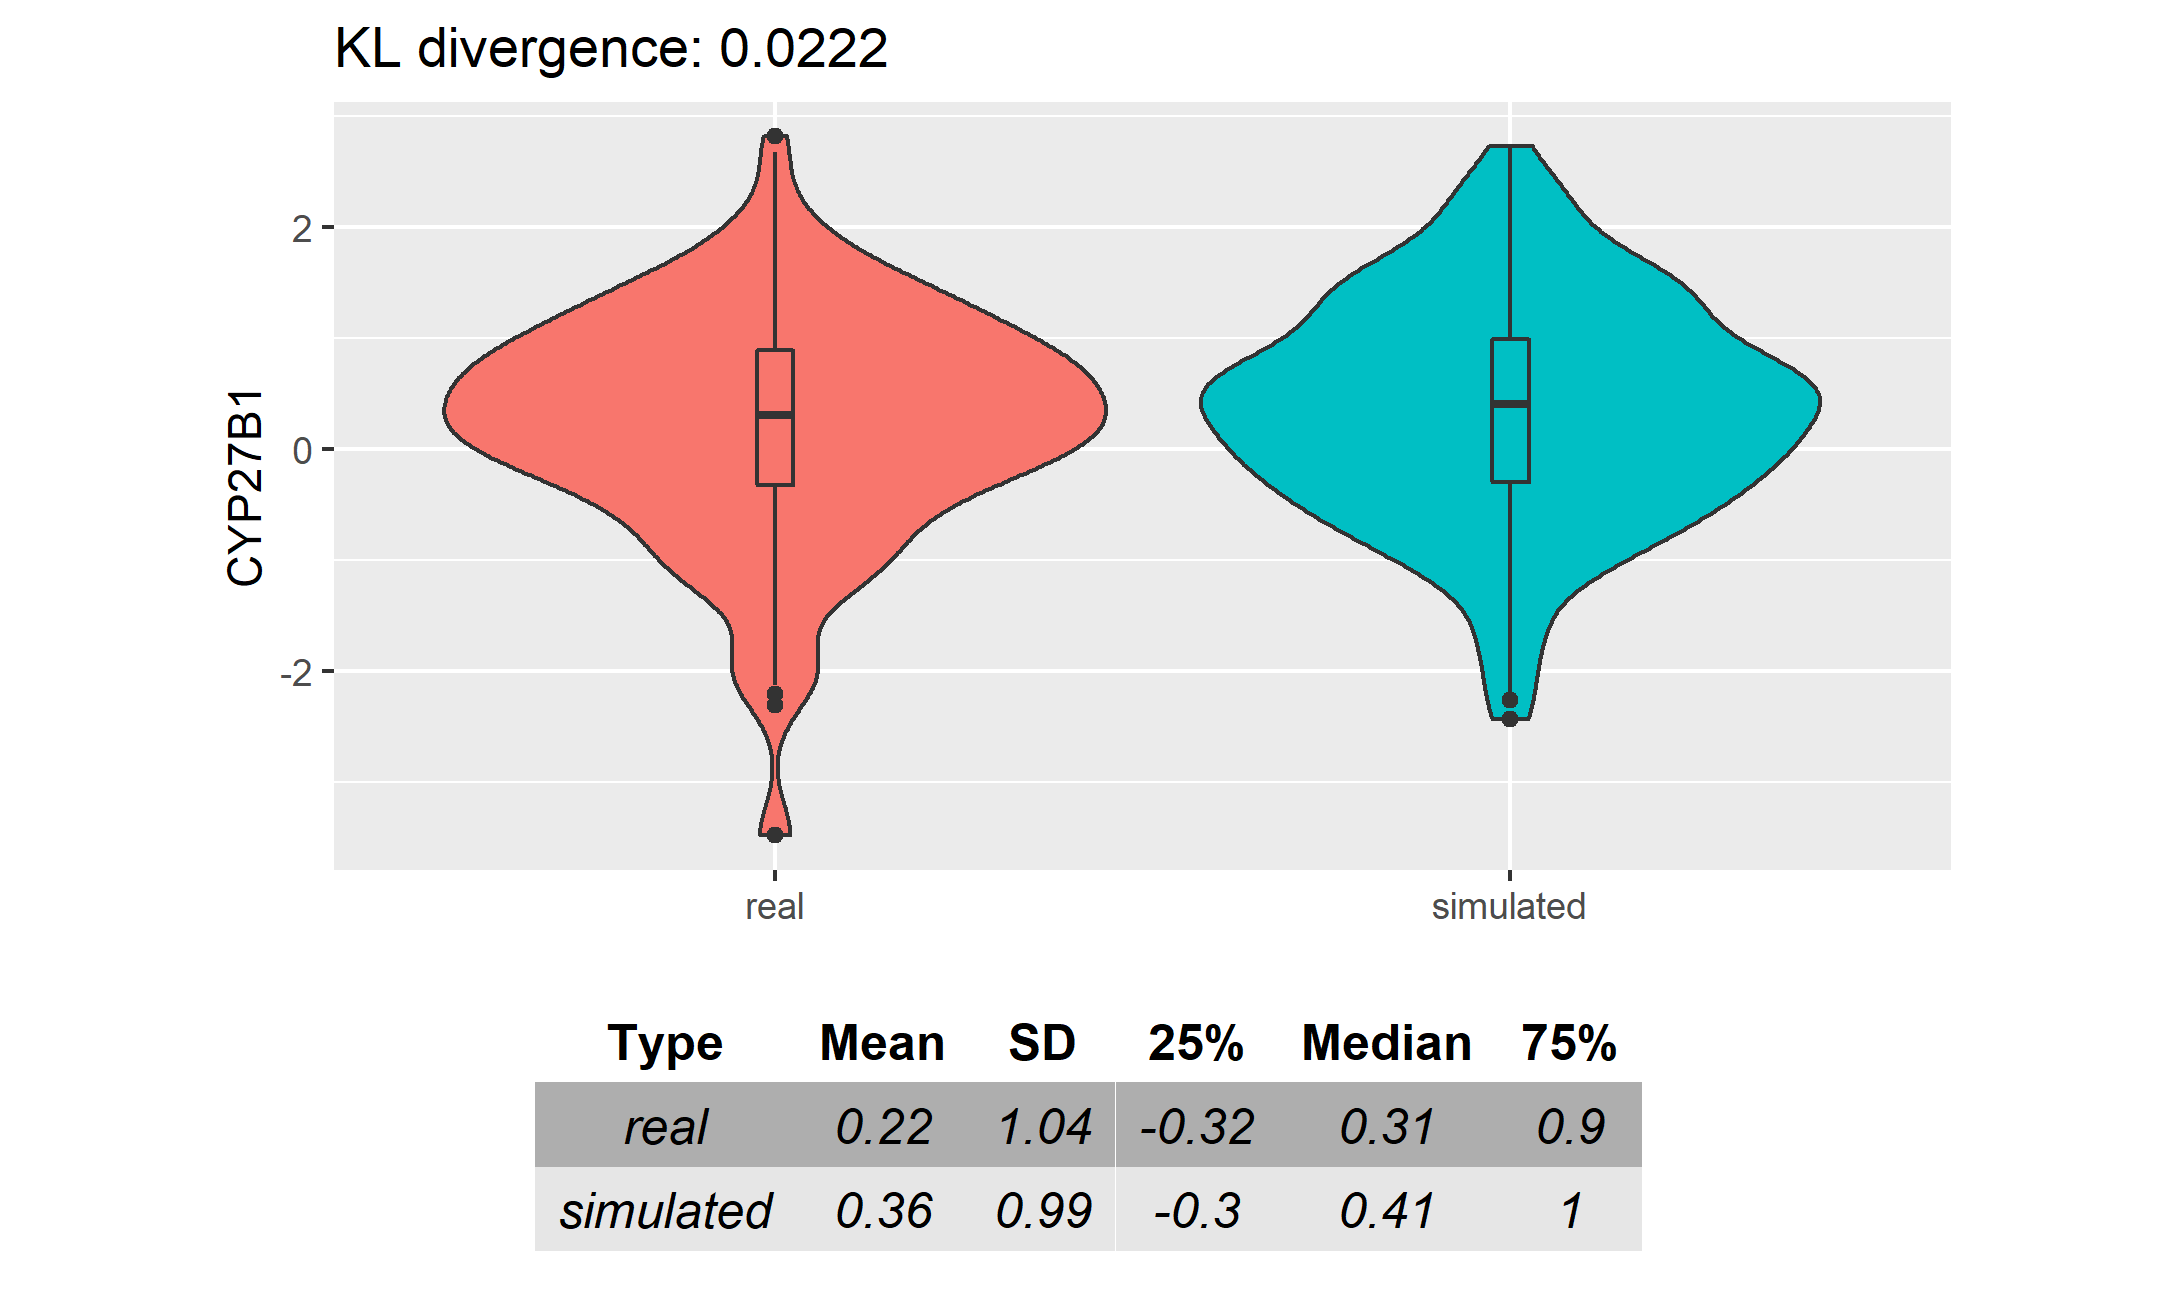 KL divergence: 0.0222
CYP27B1
2
0
-2
real simulated
Type Mean SD 25% Median 75%
real 0.22 1.04 -0.32 0.31 0.9
simulated 0.36 0.99 -0.3 0.41 1